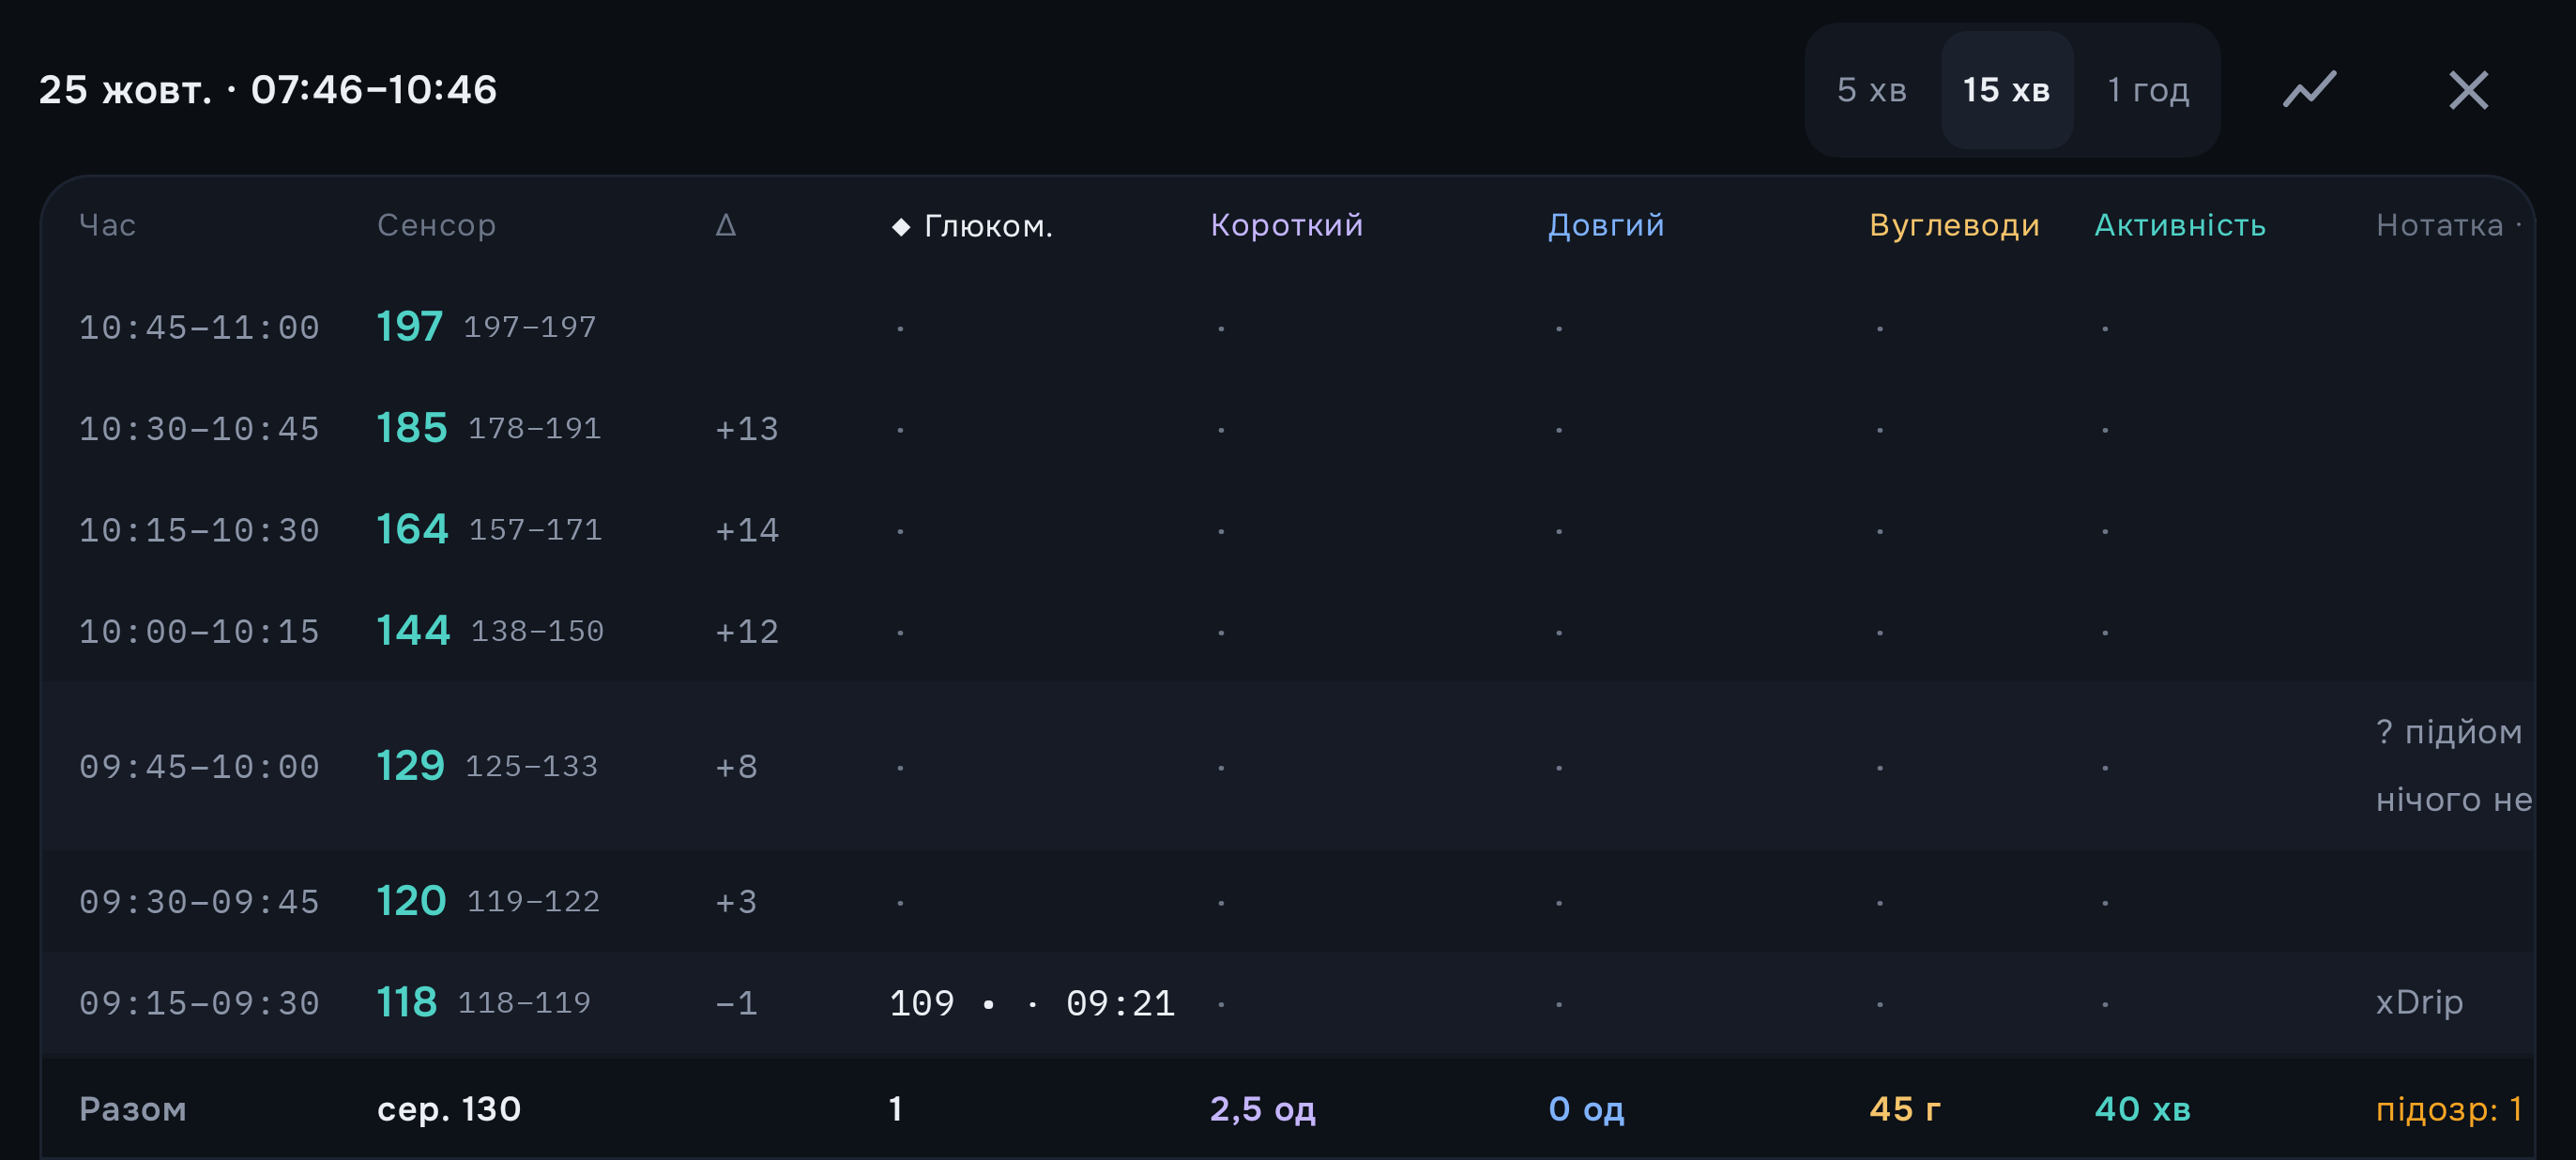 25 жовт. · 07:46–10:46 5 хв 15 хв 1 год
Час Сенсор Δ ◆ Глюком. Короткий Довгий Вуглеводи Активність Нотатка ·
10:45–11:00 197 197–197 · · · · ·
10:30–10:45 185 178–191 +13 · · · · ·
10:15–10:30 164 157–171 +14 · · · · ·
10:00–10:15 144 138–150 +12 · · · · ·
09:45–10:00 129 125–133 +8 · · · · · ? підйом
нічого не
09:30–09:45 120 119–122 +3 · · · · ·
09:15–09:30 118 118–119 −1 109 • · 09:21 · · · · xDrip
Разом сер. 130 1 2,5 од 0 од 45 г 40 хв підозр: 1